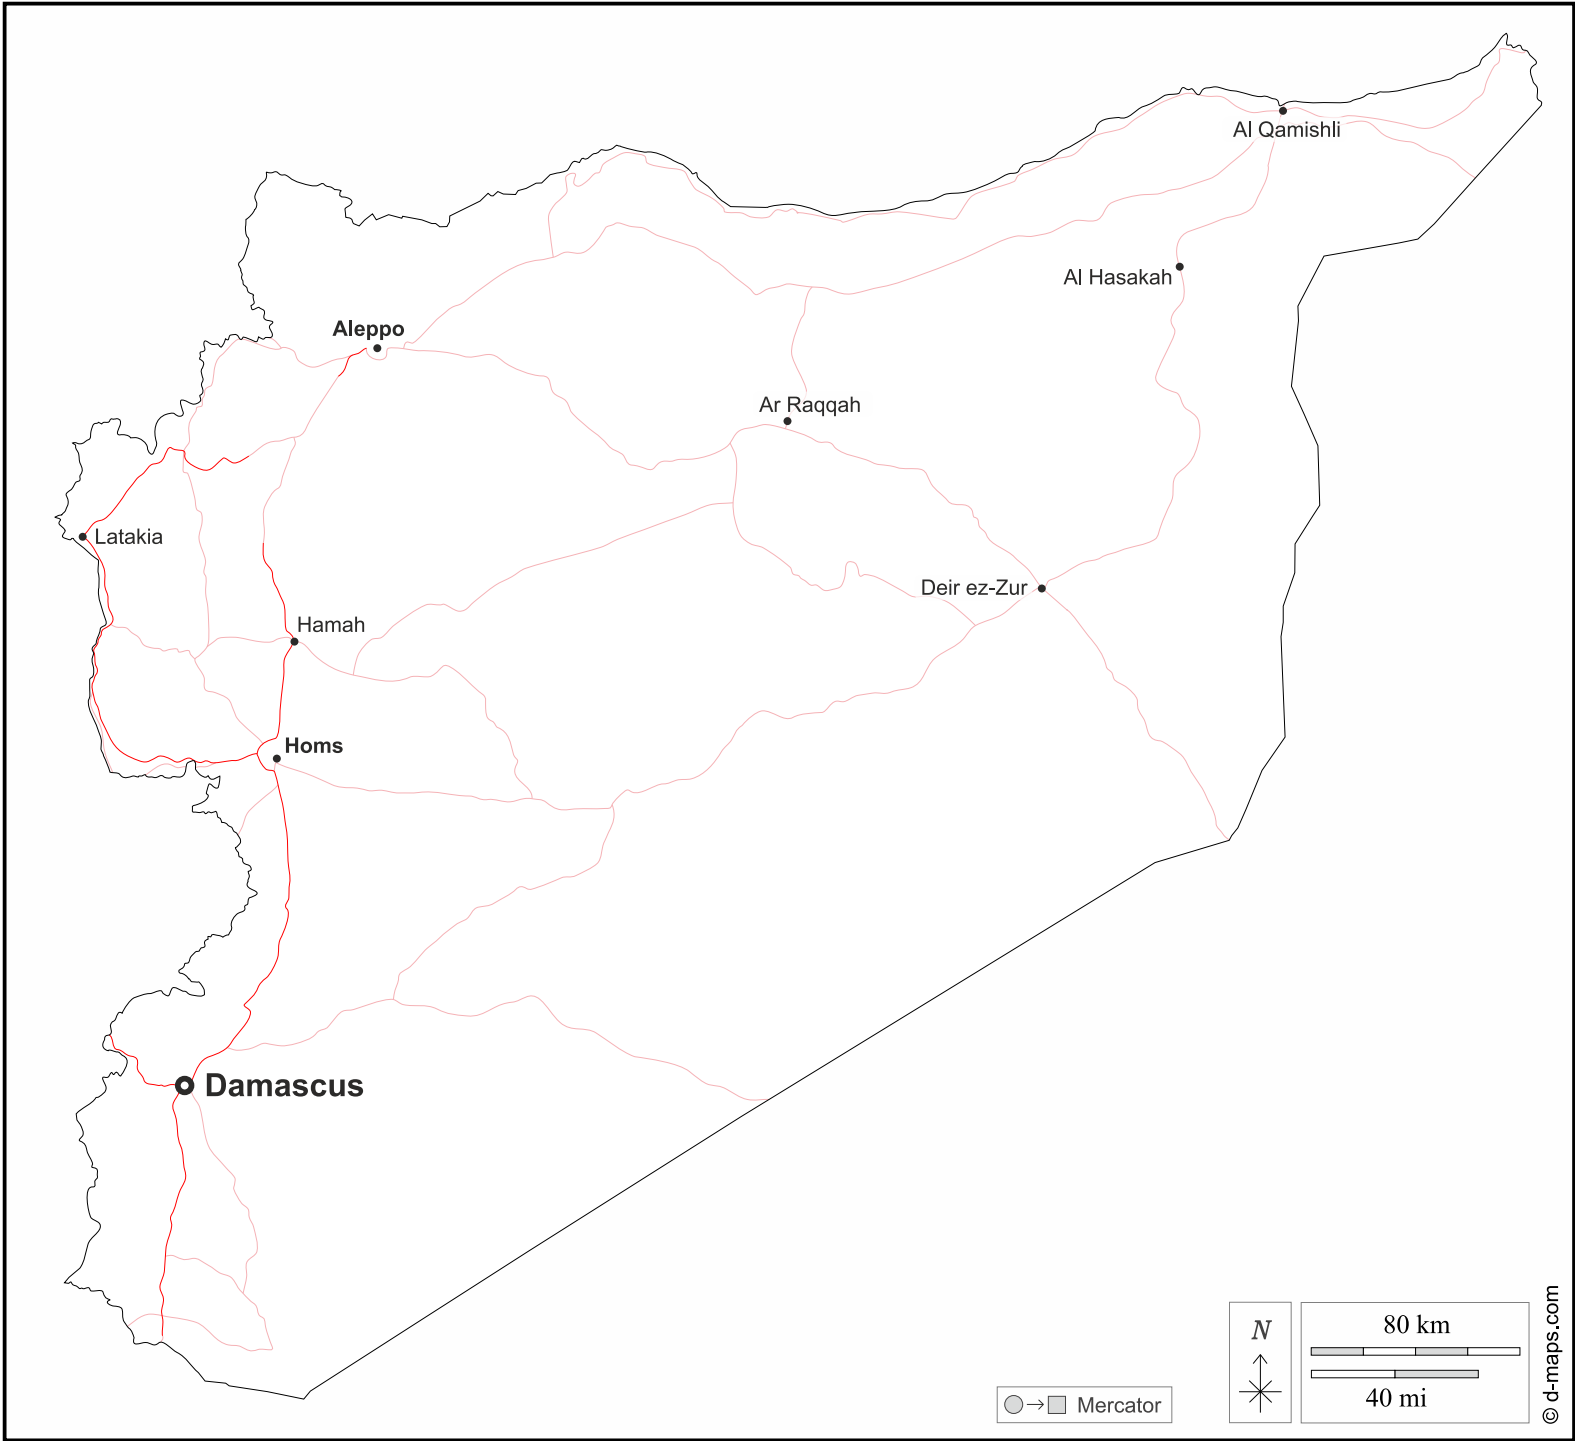 Al Qamishli
Al Hasakah
Aleppo
Ar Raqqah
Latakia
Deir ez-Zur
Hamah
Homs
Damascus
N
80 km
40 mi
Mercator
© d-maps.com